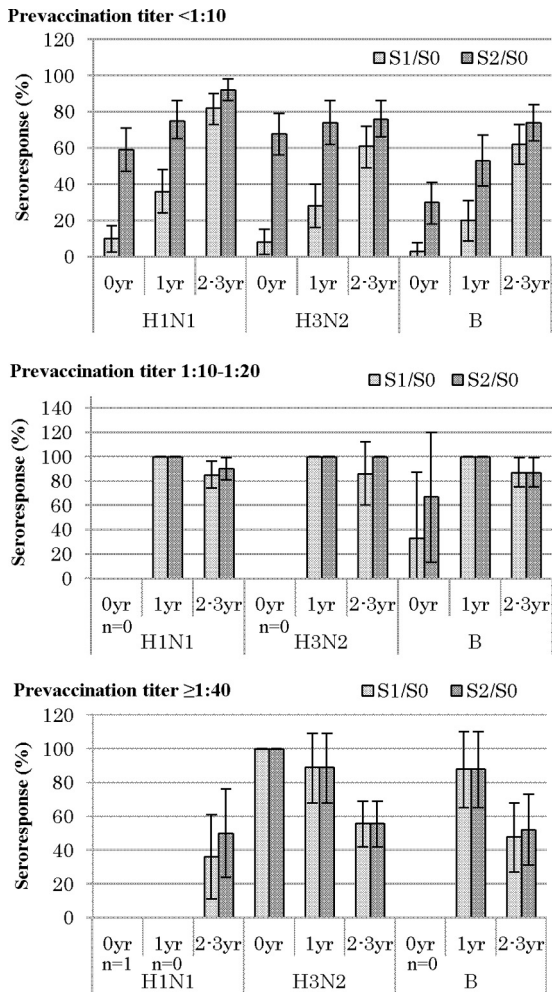 Prevaccination titer <1:10
S1/S0 S2/S0
Seroresponse (%)
120
100
80
60
40
20
0
0yr 1yr 2-3yr 0yr 1yr 2-3yr 0yr 1yr 2-3yr
H1N1 H3N2 B
Prevaccination titer 1:10-1:20
S1/S0 S2/S0
Seroresponse (%)
140
120
100
80
60
40
20
0
0yr 1yr 2-3yr 0yr 1yr 2-3yr 0yr 1yr 2-3yr
n=0 n=0
H1N1 H3N2 B
Prevaccination titer ≥1:40
S1/S0 S2/S0
Seroresponse (%)
120
100
80
60
40
20
0
0yr 1yr 2-3yr 0yr 1yr 2-3yr 0yr 1yr 2-3yr
n=1 n=0 n=0
H1N1 H3N2 B